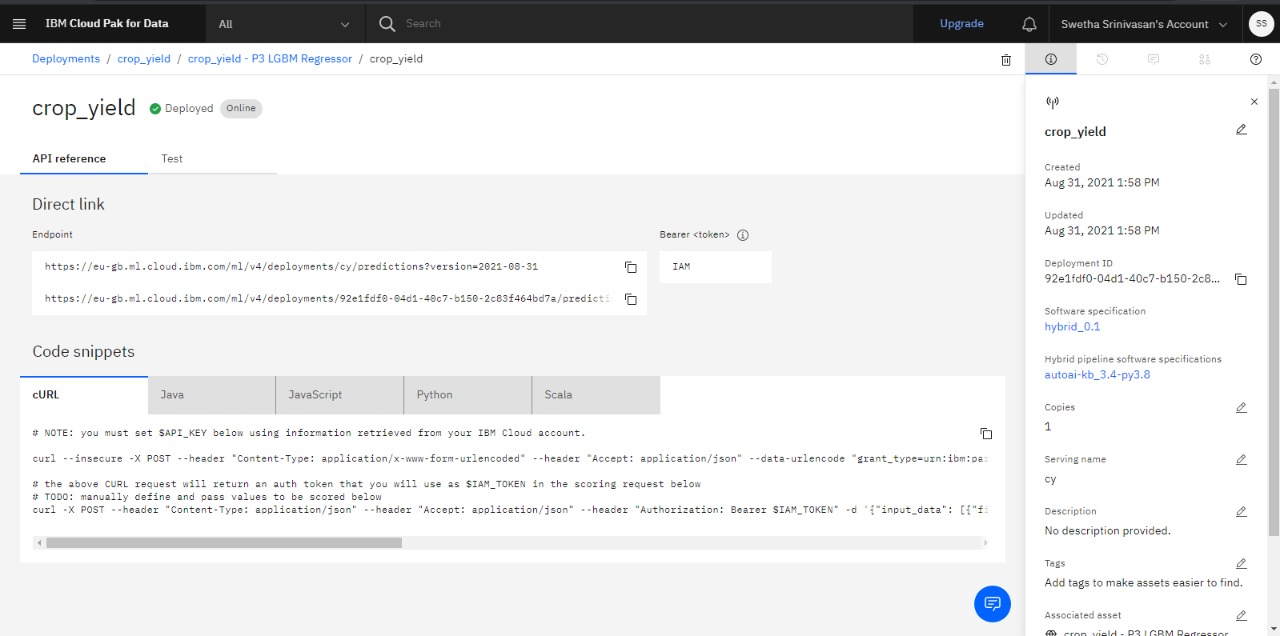 IBM Cloud Pak for Data
All
Search
Upgrade
Swetha Srinivasan's Account
SS
Deployments / crop_yield / crop_yield - P3 LGBM Regressor / crop_yield
crop_yield
Deployed
Online
API reference
Test
Direct link
Endpoint
Bearer <token>
https://eu-gb.ml.cloud.ibm.com/ml/v4/deployments/cy/predictions?version=2021-08-31
IAM
https://eu-gb.ml.cloud.ibm.com/ml/v4/deployments/92e1fdf0-04d1-40c7-b150-2c83f464bd7a/predicti
Code snippets
cURL
Java
JavaScript
Python
Scala
# NOTE: you must set $API_KEY below using information retrieved from your IBM Cloud account.
curl --insecure -X POST --header "Content-Type: application/x-www-form-urlencoded" --header "Accept: application/json" --data-urlencode "grant_type=urn:ibm:pa
# the above CURL request will return an auth token that you will use as $IAM_TOKEN in the scoring request below
# TODO: manually define and pass values to be scored below
curl -X POST --header "Content-Type: application/json" --header "Accept: application/json" --header "Authorization: Bearer $IAM_TOKEN" -d '{"input_data": [{"fi
crop_yield
Created
Aug 31, 2021 1:58 PM
Updated
Aug 31, 2021 1:58 PM
Deployment ID
92e1fdf0-04d1-40c7-b150-2c8...
Software specification
hybrid_0.1
Hybrid pipeline software specifications
autoai-kb_3.4-py3.8
Copies
1
Serving name
cy
Description
No description provided.
Tags
Add tags to make assets easier to find.
Associated asset
crop_yield - P3 LGBM Regressor